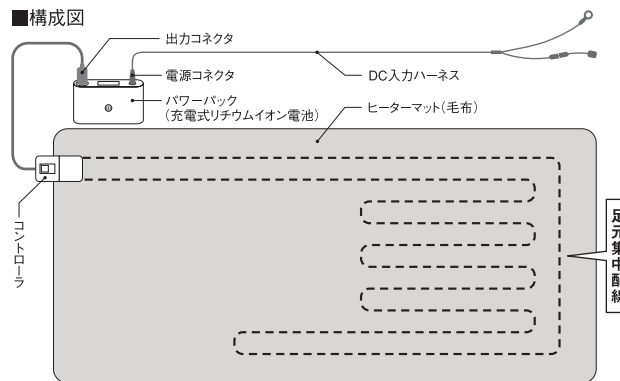 ■構成図
出力コネクタ
電源コネクタ
DC入力ハーネス
パワーパック
(充電式リチウムイオン電池)
ヒーターマット(毛布)
コントローラ
足元集中配線